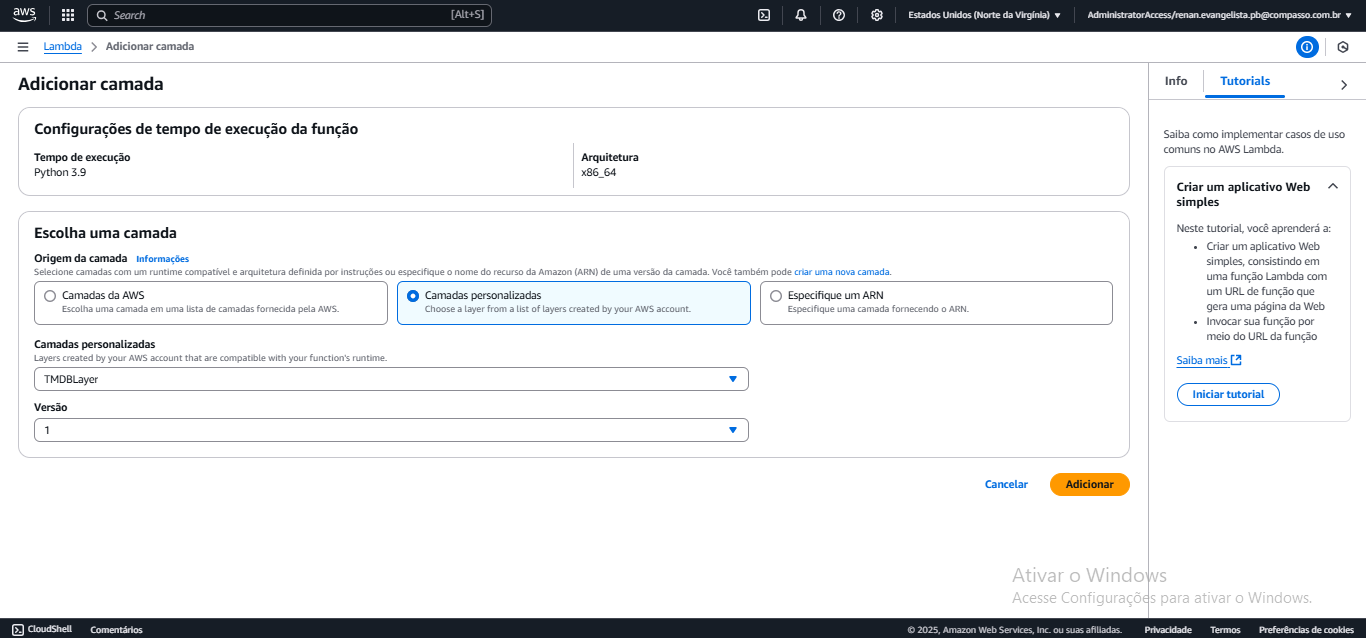 aws
Search
[Alt+S]
Estados Unidos (Norte da Virgínia)
AdministratorAccess/renan.evangelista.pb@compasso.com.br
Lambda
Adicionar camada
Adicionar camada
Configurações de tempo de execução da função
Tempo de execução
Python 3.9
Arquitetura
x86_64
Escolha uma camada
Origem da camada Informações
Selecione camadas com um runtime compatível e arquitetura definida por instruções ou especifique o nome do recurso da Amazon (ARN) de uma versão da camada. Você também pode criar uma nova camada.
Camadas da AWS
Escolha uma camada em uma lista de camadas fornecida pela AWS.
Camadas personalizadas
Choose a layer from a list of layers created by your AWS account.
Especifique um ARN
Especifique uma camada fornecendo o ARN.
Camadas personalizadas
Layers created by your AWS account that are compatible with your function's runtime.
TMDBLayer
Versão
1
Cancelar
Adicionar
Info
Tutorials
Saiba como implementar casos de uso
comuns no AWS Lambda.
Criar um aplicativo Web
simples
Neste tutorial, você aprenderá a:
• Criar um aplicativo Web
simples, consistindo em
uma função Lambda com
um URL de função que
gera uma página da Web
• Invocar sua função por
meio do URL da função
Saiba mais
Iniciar tutorial
Ativar o Windows
Acesse Configurações para ativar o Windows.
CloudShell
Comentários
© 2025, Amazon Web Services, Inc. ou suas afiliadas.
Privacidade
Termos
Preferências de cookies